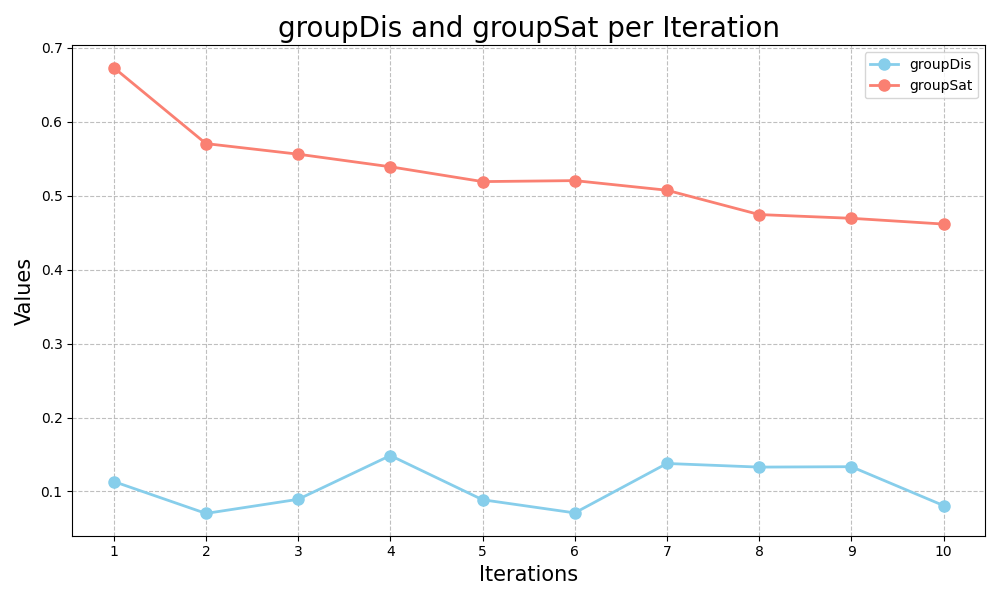 groupDis and groupSat per Iteration
groupDis
groupSat
Values
0.7
0.6
0.5
0.4
0.3
0.2
0.1
1 2 3 4 5 6 7 8 9 10
Iterations